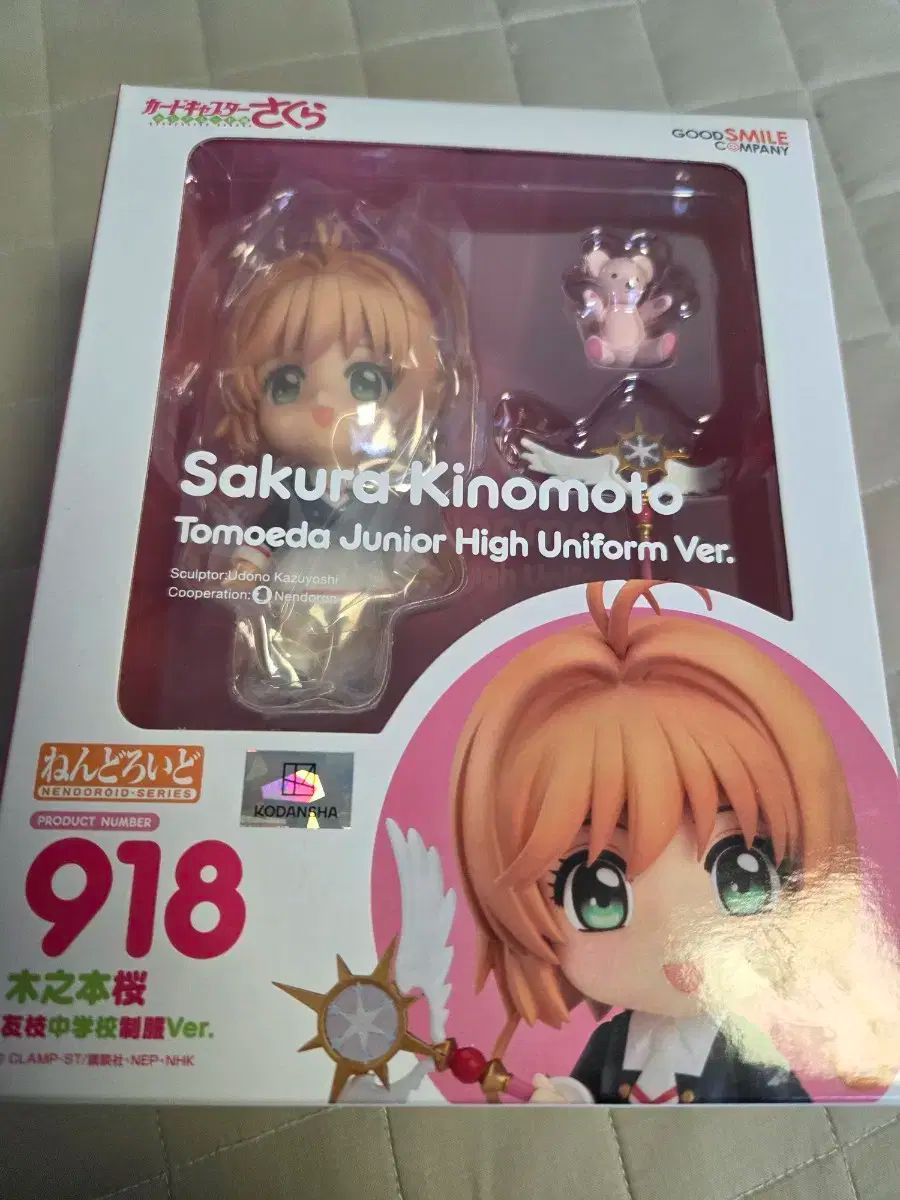 カードキャスターさくら
GOOD SMILE
COMPANY
Sakura Kinomoto
Tomoeda Junior High Uniform Ver.
Sculptor:Udono Kazuyoshi
Cooperation: Nendoron
ねんどろいど
NENDOROID・SERIES
KODANSHA
PRODUCT NUMBER
918
木之本桜
友枝中学校制服Ver.
CLAMP・ST/講談社・NEP・NHK